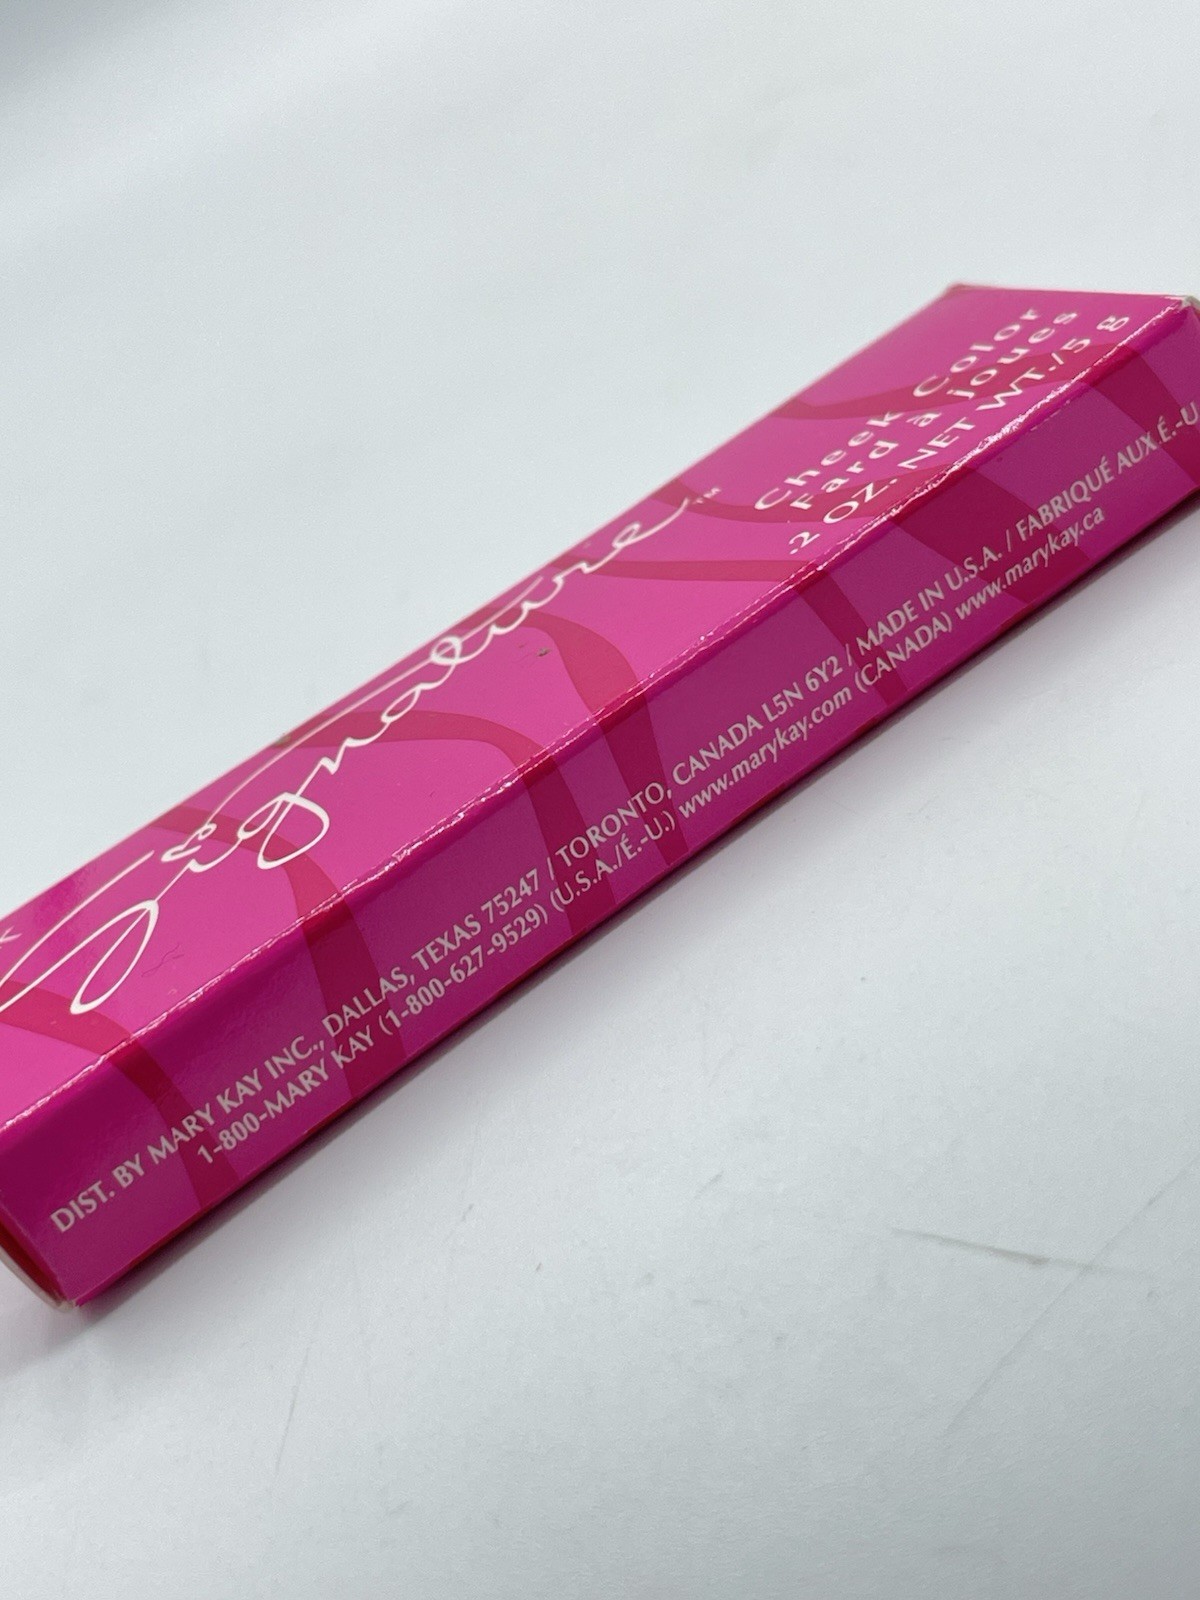 Signature™
Cheek Color
Fard à joues
.2 OZ. NET WT./5 g
DIST. BY MARY KAY INC., DALLAS, TEXAS 75247 / TORONTO, CANADA L5N 6Y2 / MADE IN U.S.A. / FABRIQUÉ AUX É.-U.
1-800-MARY KAY (1-800-627-9529) (U.S.A./É.-U.) www.marykay.com (CANADA) www.marykay.ca